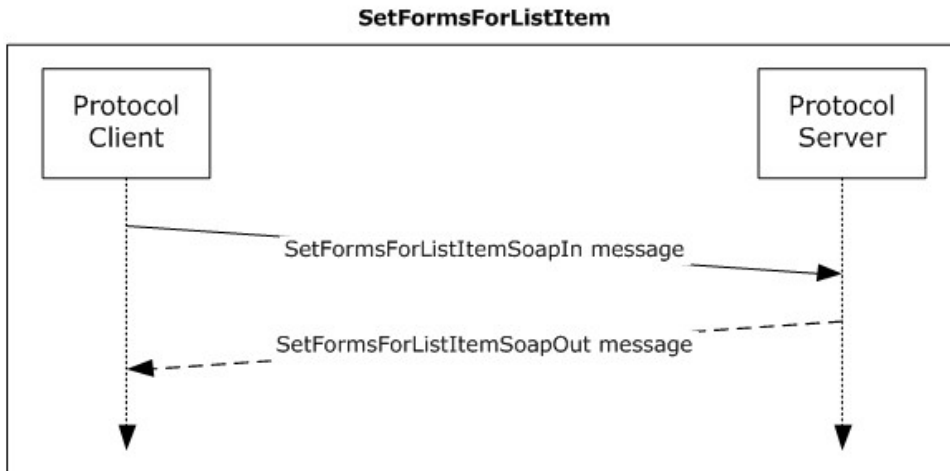 SetFormsForListItem
Protocol
Client
Protocol
Server
SetFormsForListItemSoapIn message
SetFormsForListItemSoapOut message